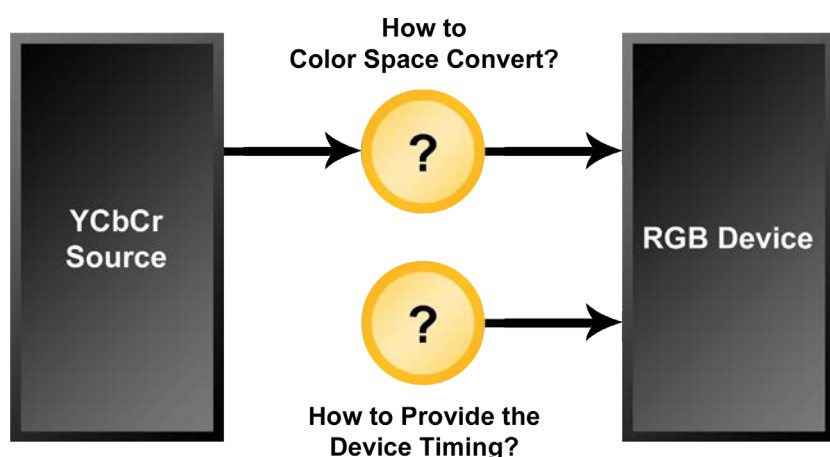 How to
Color Space Convert?
?
YCbCr
Source
RGB Device
?
How to Provide the
Device Timing?